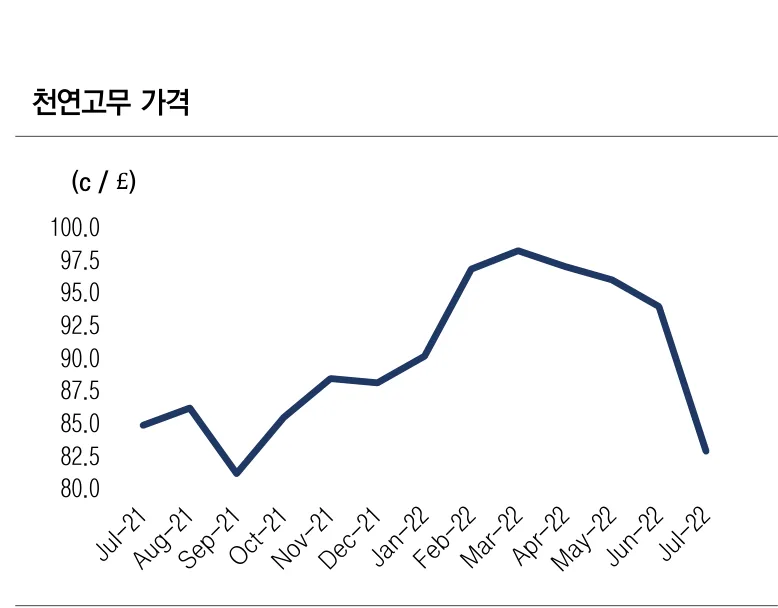 천연고무 가격
(c / £)
100.0
97.5
95.0
92.5
90.0
87.5
85.0
82.5
80.0
Jul-21
Aug-21
Sep-21
Oct-21
Nov-21
Dec-21
Jan-22
Feb-22
Mar-22
Apr-22
May-22
Jun-22
Jul-22